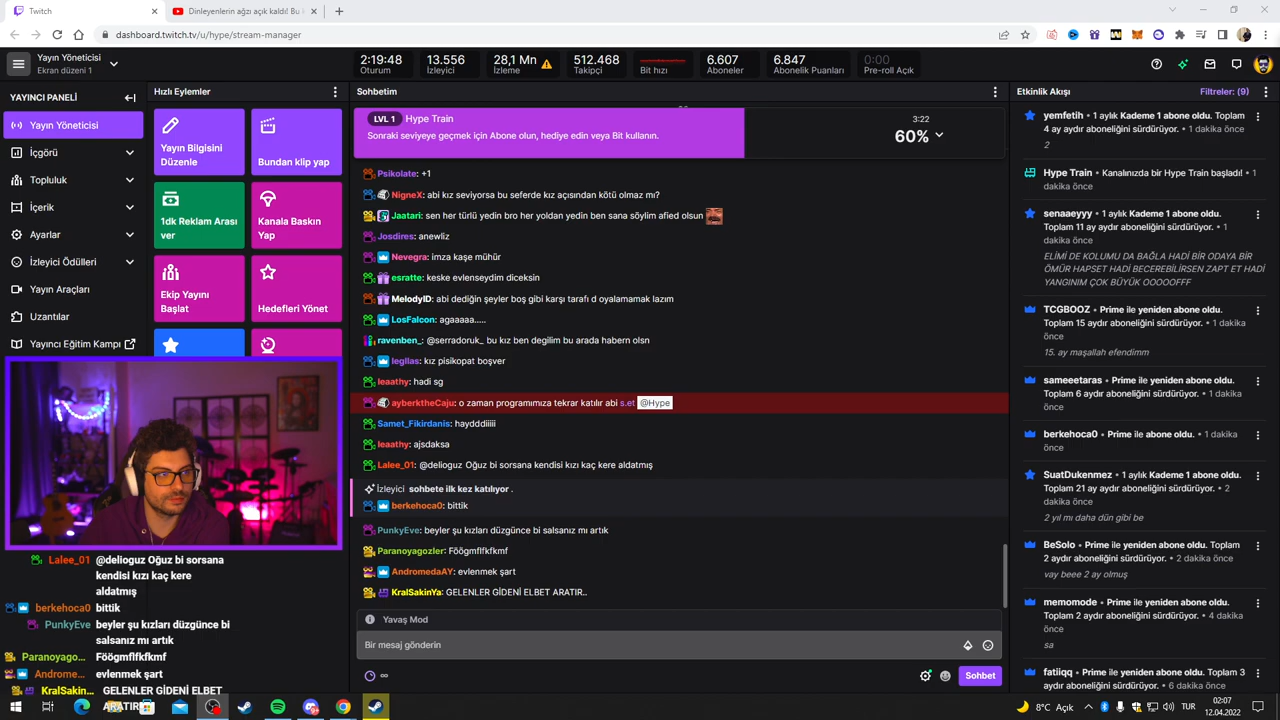 Twitch
Dinleyenlerin ağzı açık kaldı! Bu
dashboard.twitch.tv/u/hype/stream-manager
Yayın Yöneticisi
Ekran düzeni 1
2:19:48
Oturum
13.556
İzleyici
28,1 Mn
İzleme
512.468
Takipçi
Bit hızı
6.607
Aboneler
6.847
Abonelik Puanları
0:00
Pre-roll Açık
YAYINCI PANELİ
Yayın Yöneticisi
İçgörü
Topluluk
İçerik
Ayarlar
İzleyici Ödülleri
Yayın Araçları
Uzantılar
Yayıncı Eğitim Kampı
Hızlı Eylemler
Yayın Bilgisini
Düzenle
Bundan klip yap
1dk Reklam Arası
ver
Kanala Baskın
Yap
Ekip Yayını
Başlat
Hedefleri Yönet
Sohbetim
LVL 1 Hype Train
Sonraki seviyeye geçmek için Abone olun, hediye edin veya Bit kullanın.
3:22
60%
Psikolate: +1
NigneX: abi kız seviyorsa bu seferde kız açısından kötü olmaz mı?
Jaatari: sen her türlü yedin bro her yoldan yedin ben sana söylim afied olsun
Josdires: anewliz
Nevegra: imza kaşe mühür
esratte: keske evlenseydim diceksin
MelodyID: abi dediğin şeyler boş gibi karşı tarafı d oyalamamak lazım
LosFalcon: agaaaaa.....
ravenben_: @serradoruk_ bu kız ben degilim bu arada habern olsn
legllas: kız pisikopat boşver
leaathy: hadi sg
ayberktheCaju: o zaman programımıza tekrar katılır abi s.et @Hype
Samet_Fikirdanis: haydddiiiii
leaathy: ajsdaksa
Lalee_01: @delioguz Oğuz bi sorsana kendisi kızı kaç kere aldatmış
İzleyici sohbete ilk kez katılıyor .
berkehoca0: bittik
PunkyEve: beyler şu kızları düzgünce bi salsanız mı artık
Paranoyagozler: Föögmflfkfkmf
AndromedaAY: evlenmek şart
KralSakinYa: GELENLER GİDENİ ELBET ARATIR..
Yavaş Mod
Bir mesaj gönderin
Sohbet
Etkinlik Akışı
Filtreler: (9)
yemfetih • 1 aylık Kademe 1 abone oldu. Toplam
4 ay aydır aboneliğini sürdürüyor. • 1 dakika önce
2
Hype Train • Kanalınızda bir Hype Train başladı! • 1
dakika önce
senaaeyyy • 1 aylık Kademe 1 abone oldu.
Toplam 11 ay aydır aboneliğini sürdürüyor. • 1
dakika önce
ELİMİ DE KOLUMU DA BAĞLA HADİ BİR ODAYA BİR
ÖMÜR HAPSET HADİ BECEREBİLİRSEN ZAPT ET HADİ
YANGINIM ÇOK BÜYÜK OOOOOFFF
TCGBOOZ • Prime ile yeniden abone oldu.
Toplam 15 aydır aboneliğini sürdürüyor. • 1
dakika önce
15. ay maşallah efendimm
sameeetaras • Prime ile yeniden abone oldu.
Toplam 6 aydır aboneliğini sürdürüyor. • 1 dakika
önce
berkehoca0 • Prime ile abone oldu. • 1 dakika
önce
SuatDukenmez • 1 aylık Kademe 1 abone oldu.
Toplam 21 ay aydır aboneliğini sürdürüyor. • 2
dakika önce
2 yıl mı daha dün gibi be
BeSolo • Prime ile yeniden abone oldu. Toplam
2 aydır aboneliğini sürdürüyor. • 2 dakika önce
vay beee 2 ay olmuş
memomode • Prime ile yeniden abone oldu.
Toplam 2 aydır aboneliğini sürdürüyor. • 4 dakika
önce
sa
fatiiqq • Prime ile yeniden abone oldu. Toplam 3
aydır aboneliğini sürdürüyor. • 6 dakika önce
Lalee_01 @delioguz Oğuz bi sorsana
kendisi kızı kaç kere
aldatmış
berkehoca0 bittik
PunkyEve beyler şu kızları düzgünce bi
salsanız mı artık
Paranoyago... Föögmflfkfkmf
Androme... evlenmek şart
KralSakin... GELENLER GİDENİ ELBET
ARATIR..
8°C Açık
TUR
02:07
12.04.2022